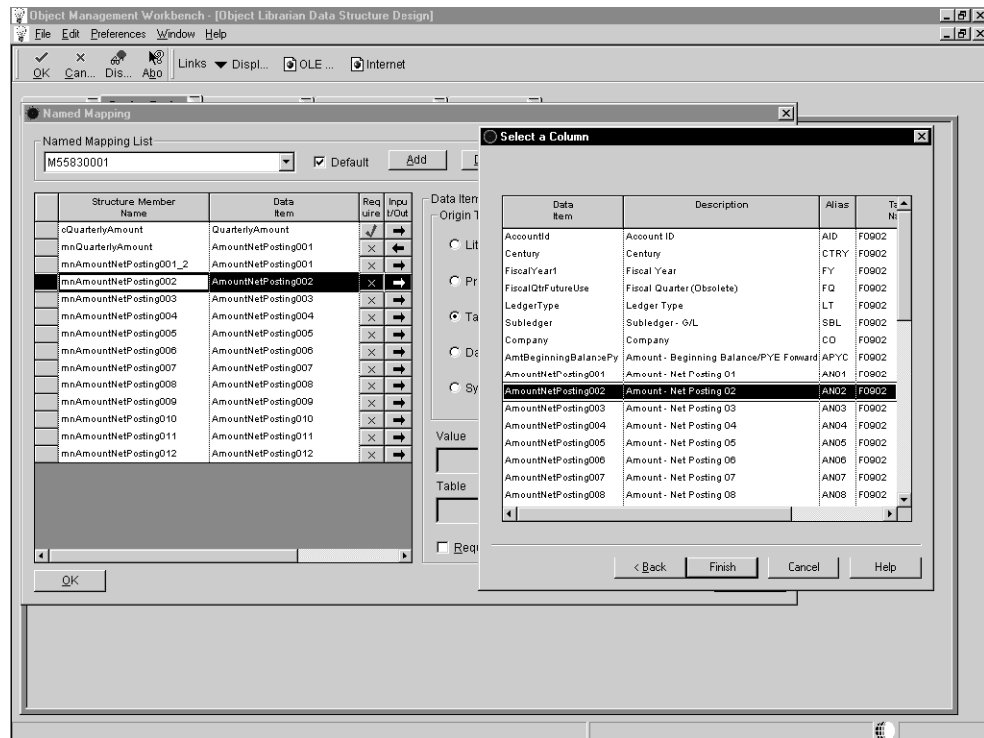 Object Management Workbench - [Object Librarian Data Structure Design]
File Edit Preferences Window Help
OK Can... Dis... Abo Links Displ... OLE ... Internet
Named Mapping
Named Mapping List
M55830001 Default Add
Structure Member Name Data Item Req uire Inpu t/Out
cQuarterlyAmount QuarterlyAmount
mnQuarterlyAmount AmountNetPosting001
mnAmountNetPosting001_2 AmountNetPosting001
mnAmountNetPosting002 AmountNetPosting002
mnAmountNetPosting003 AmountNetPosting003
mnAmountNetPosting004 AmountNetPosting004
mnAmountNetPosting005 AmountNetPosting005
mnAmountNetPosting006 AmountNetPosting006
mnAmountNetPosting007 AmountNetPosting007
mnAmountNetPosting008 AmountNetPosting008
mnAmountNetPosting009 AmountNetPosting009
mnAmountNetPosting010 AmountNetPosting010
mnAmountNetPosting011 AmountNetPosting011
mnAmountNetPosting012 AmountNetPosting012
OK
Data Item
Origin T
Lit
Pr
Ta
Da
Sy
Value
Table
Requ
Select a Column
Data Item Description Alias Ta N
AccountId Account ID AID F0902
Century Century CTRY F0902
FiscalYear1 Fiscal Year FY F0902
FiscalQtrFutureUse Fiscal Quarter (Obsolete) FQ F0902
LedgerType Ledger Type LT F0902
Subledger Subledger - G/L SBL F0902
Company Company CO F0902
AmtBeginningBalancePy Amount - Beginning Balance/PYE Forward APYC F0902
AmountNetPosting001 Amount - Net Posting 01 AN01 F0902
AmountNetPosting002 Amount - Net Posting 02 AN02 F0902
AmountNetPosting003 Amount - Net Posting 03 AN03 F0902
AmountNetPosting004 Amount - Net Posting 04 AN04 F0902
AmountNetPosting005 Amount - Net Posting 05 AN05 F0902
AmountNetPosting006 Amount - Net Posting 06 AN06 F0902
AmountNetPosting007 Amount - Net Posting 07 AN07 F0902
AmountNetPosting008 Amount - Net Posting 08 AN08 F0902
< Back Finish Cancel Help